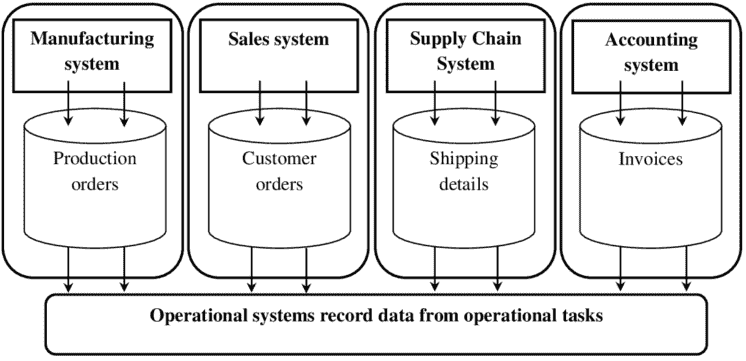 Manufacturing
system
Sales system
Supply Chain
System
Accounting
system
Production
orders
Customer
orders
Shipping
details
Invoices
Operational systems record data from operational tasks